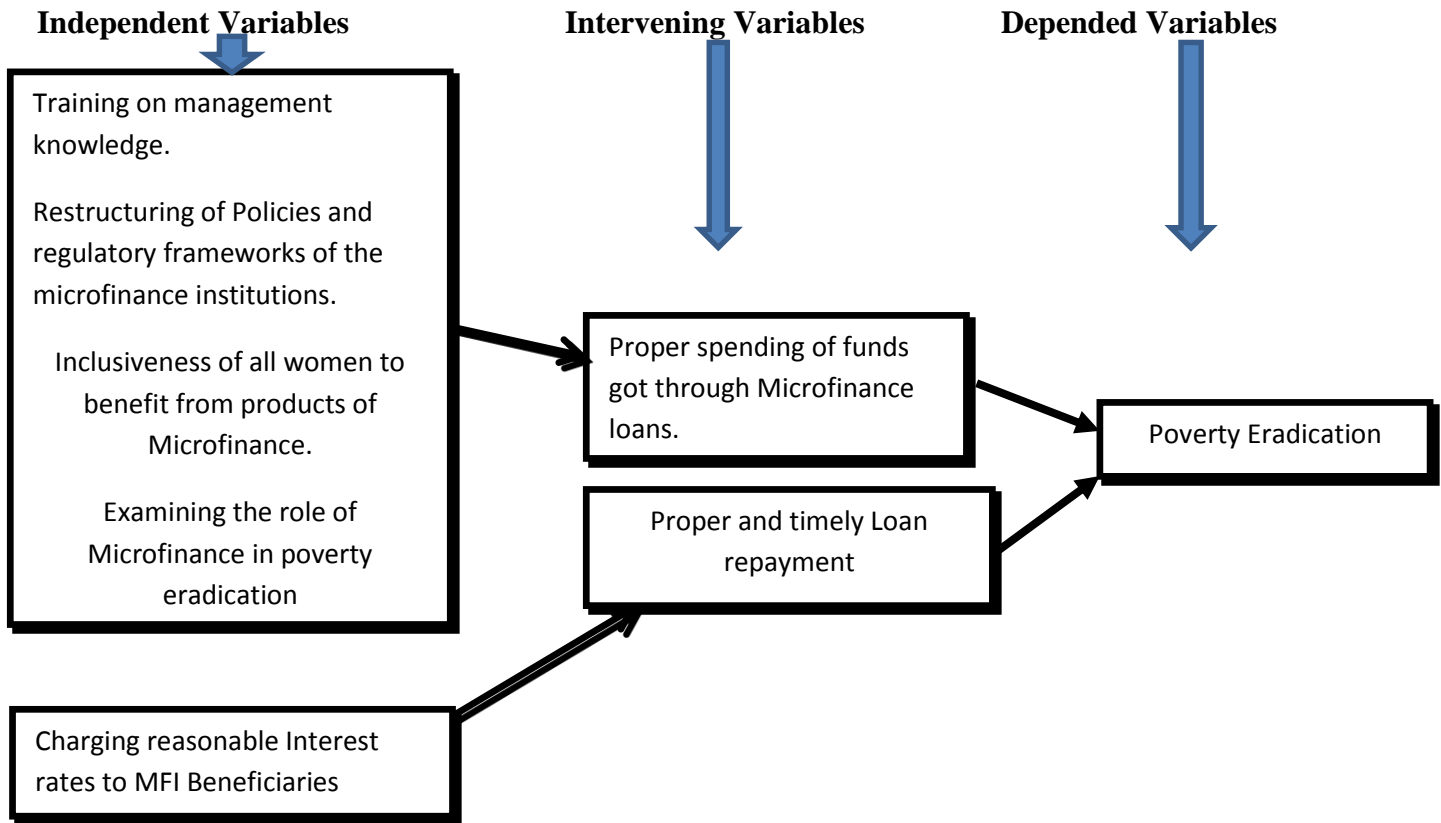 Independent Variables
Intervening Variables
Depended Variables
Training on management
knowledge.
Restructuring of Policies and
regulatory frameworks of the
microfinance institutions.
Inclusiveness of all women to
benefit from products of
Microfinance.
Examining the role of
Microfinance in poverty
eradication
Charging reasonable Interest
rates to MFI Beneficiaries
Proper spending of funds
got through Microfinance
loans.
Proper and timely Loan
repayment
Poverty Eradication